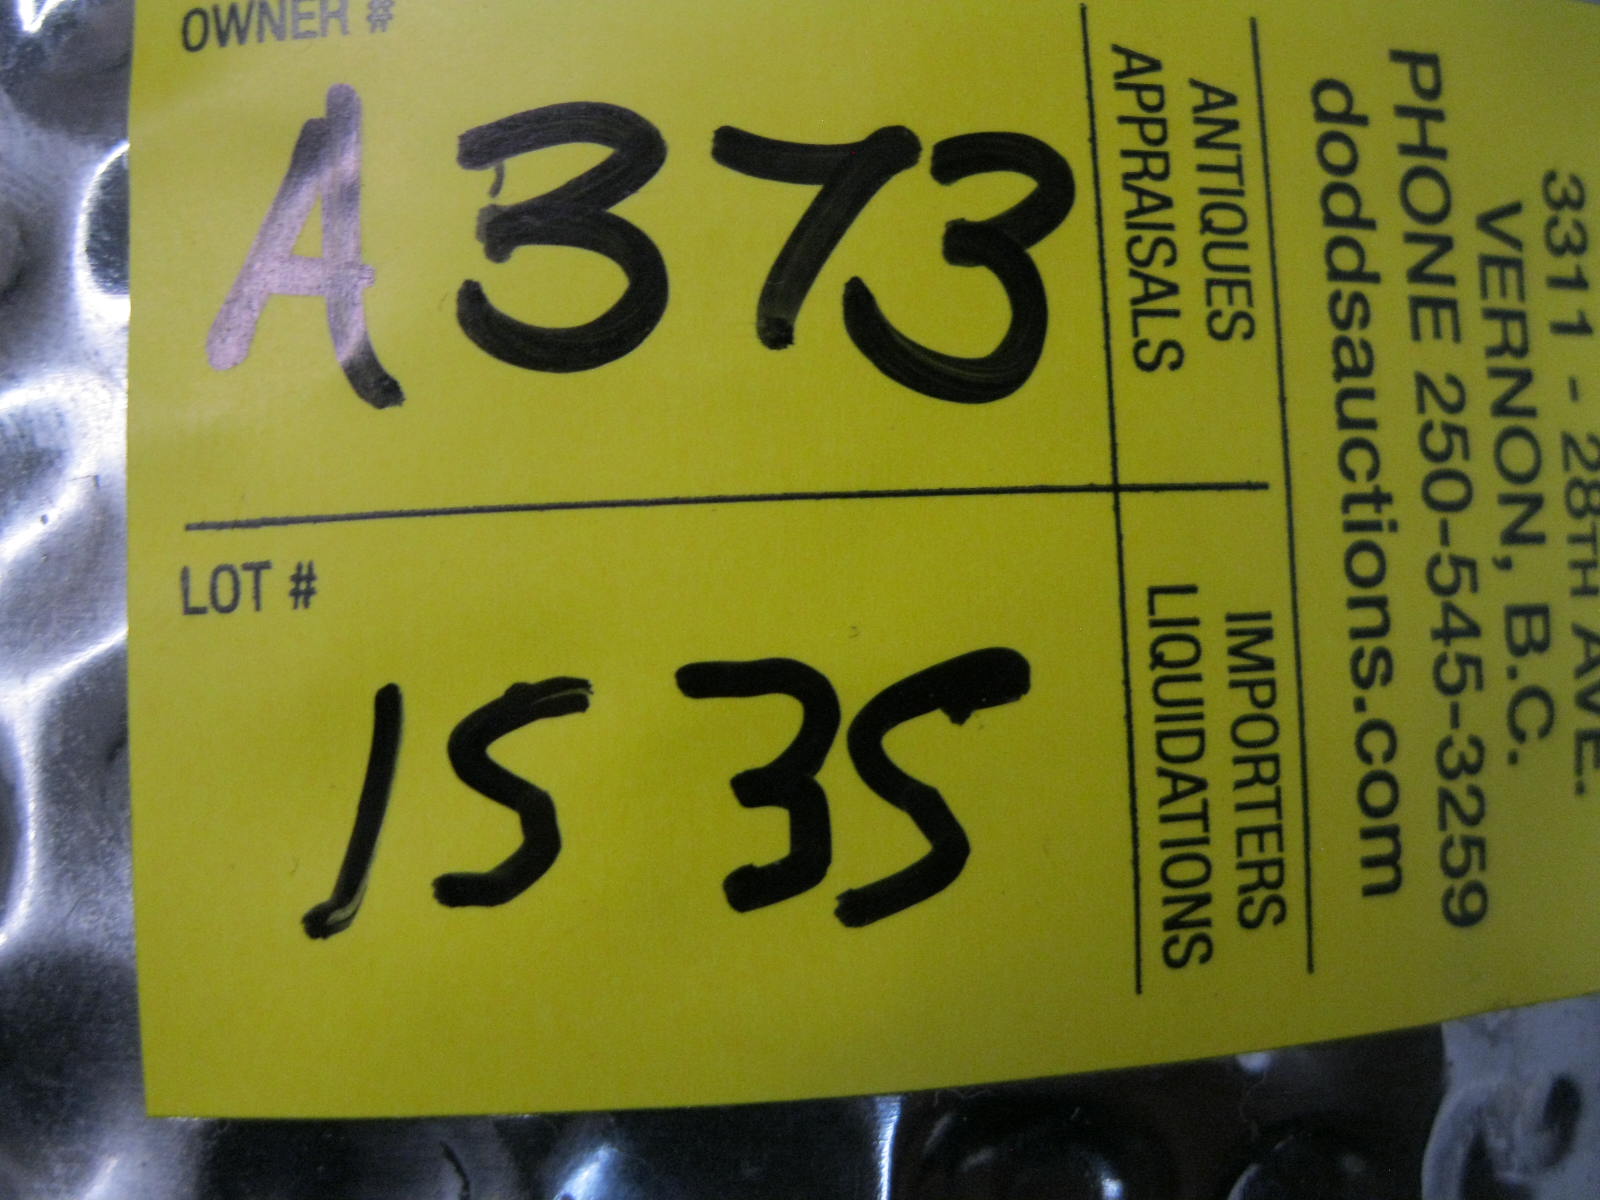 3311 - 28TH AVE.
VERNON, B.C.
PHONE 250-545-3259
doddsauctions.com
ANTIQUES
APPRAISALS
IMPORTERS
LIQUIDATIONS
OWNER #
A373
LOT #
1535